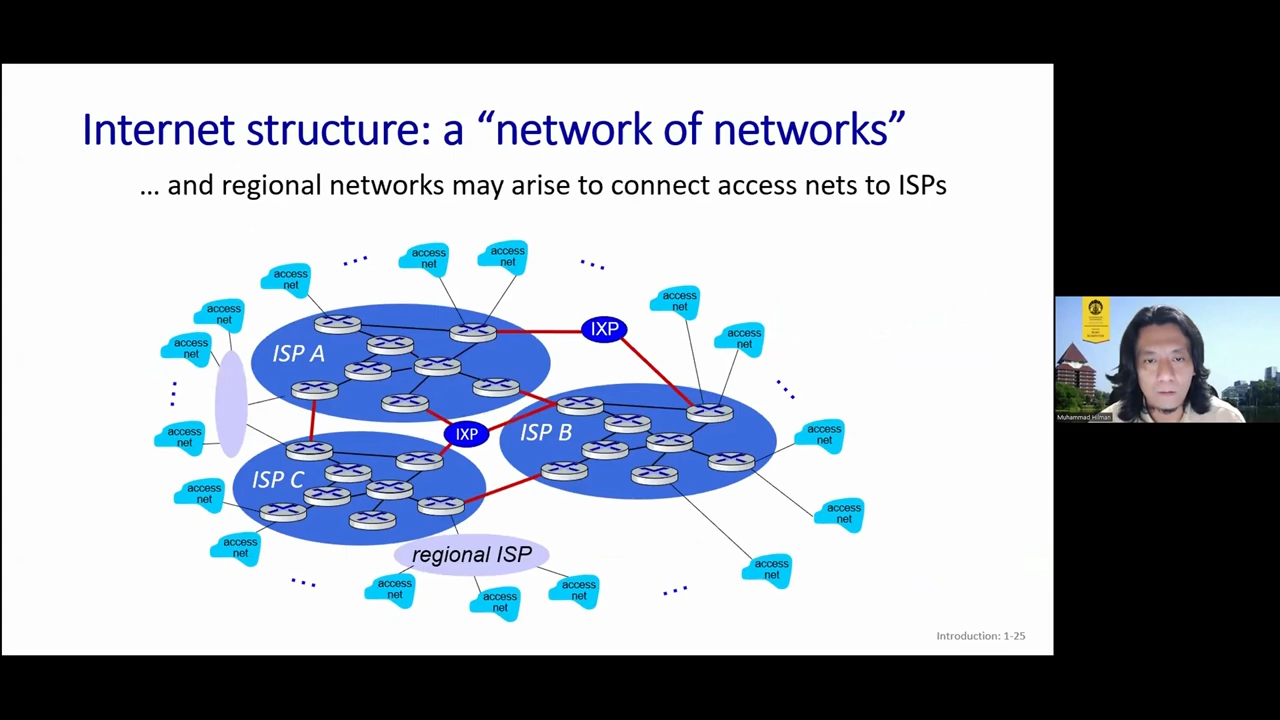 Internet structure: a “network of networks”
... and regional networks may arise to connect access nets to ISPs
access
net
access
net
access
net
access
net
access
net
access
net
access
net
IXP
ISP A
access
net
IXP
ISP B
access
net
ISP C
access
net
access
net
access
net
regional ISP
access
net
access
net
access
net
access
net
Introduction: 1-25
Muhammad Hilman